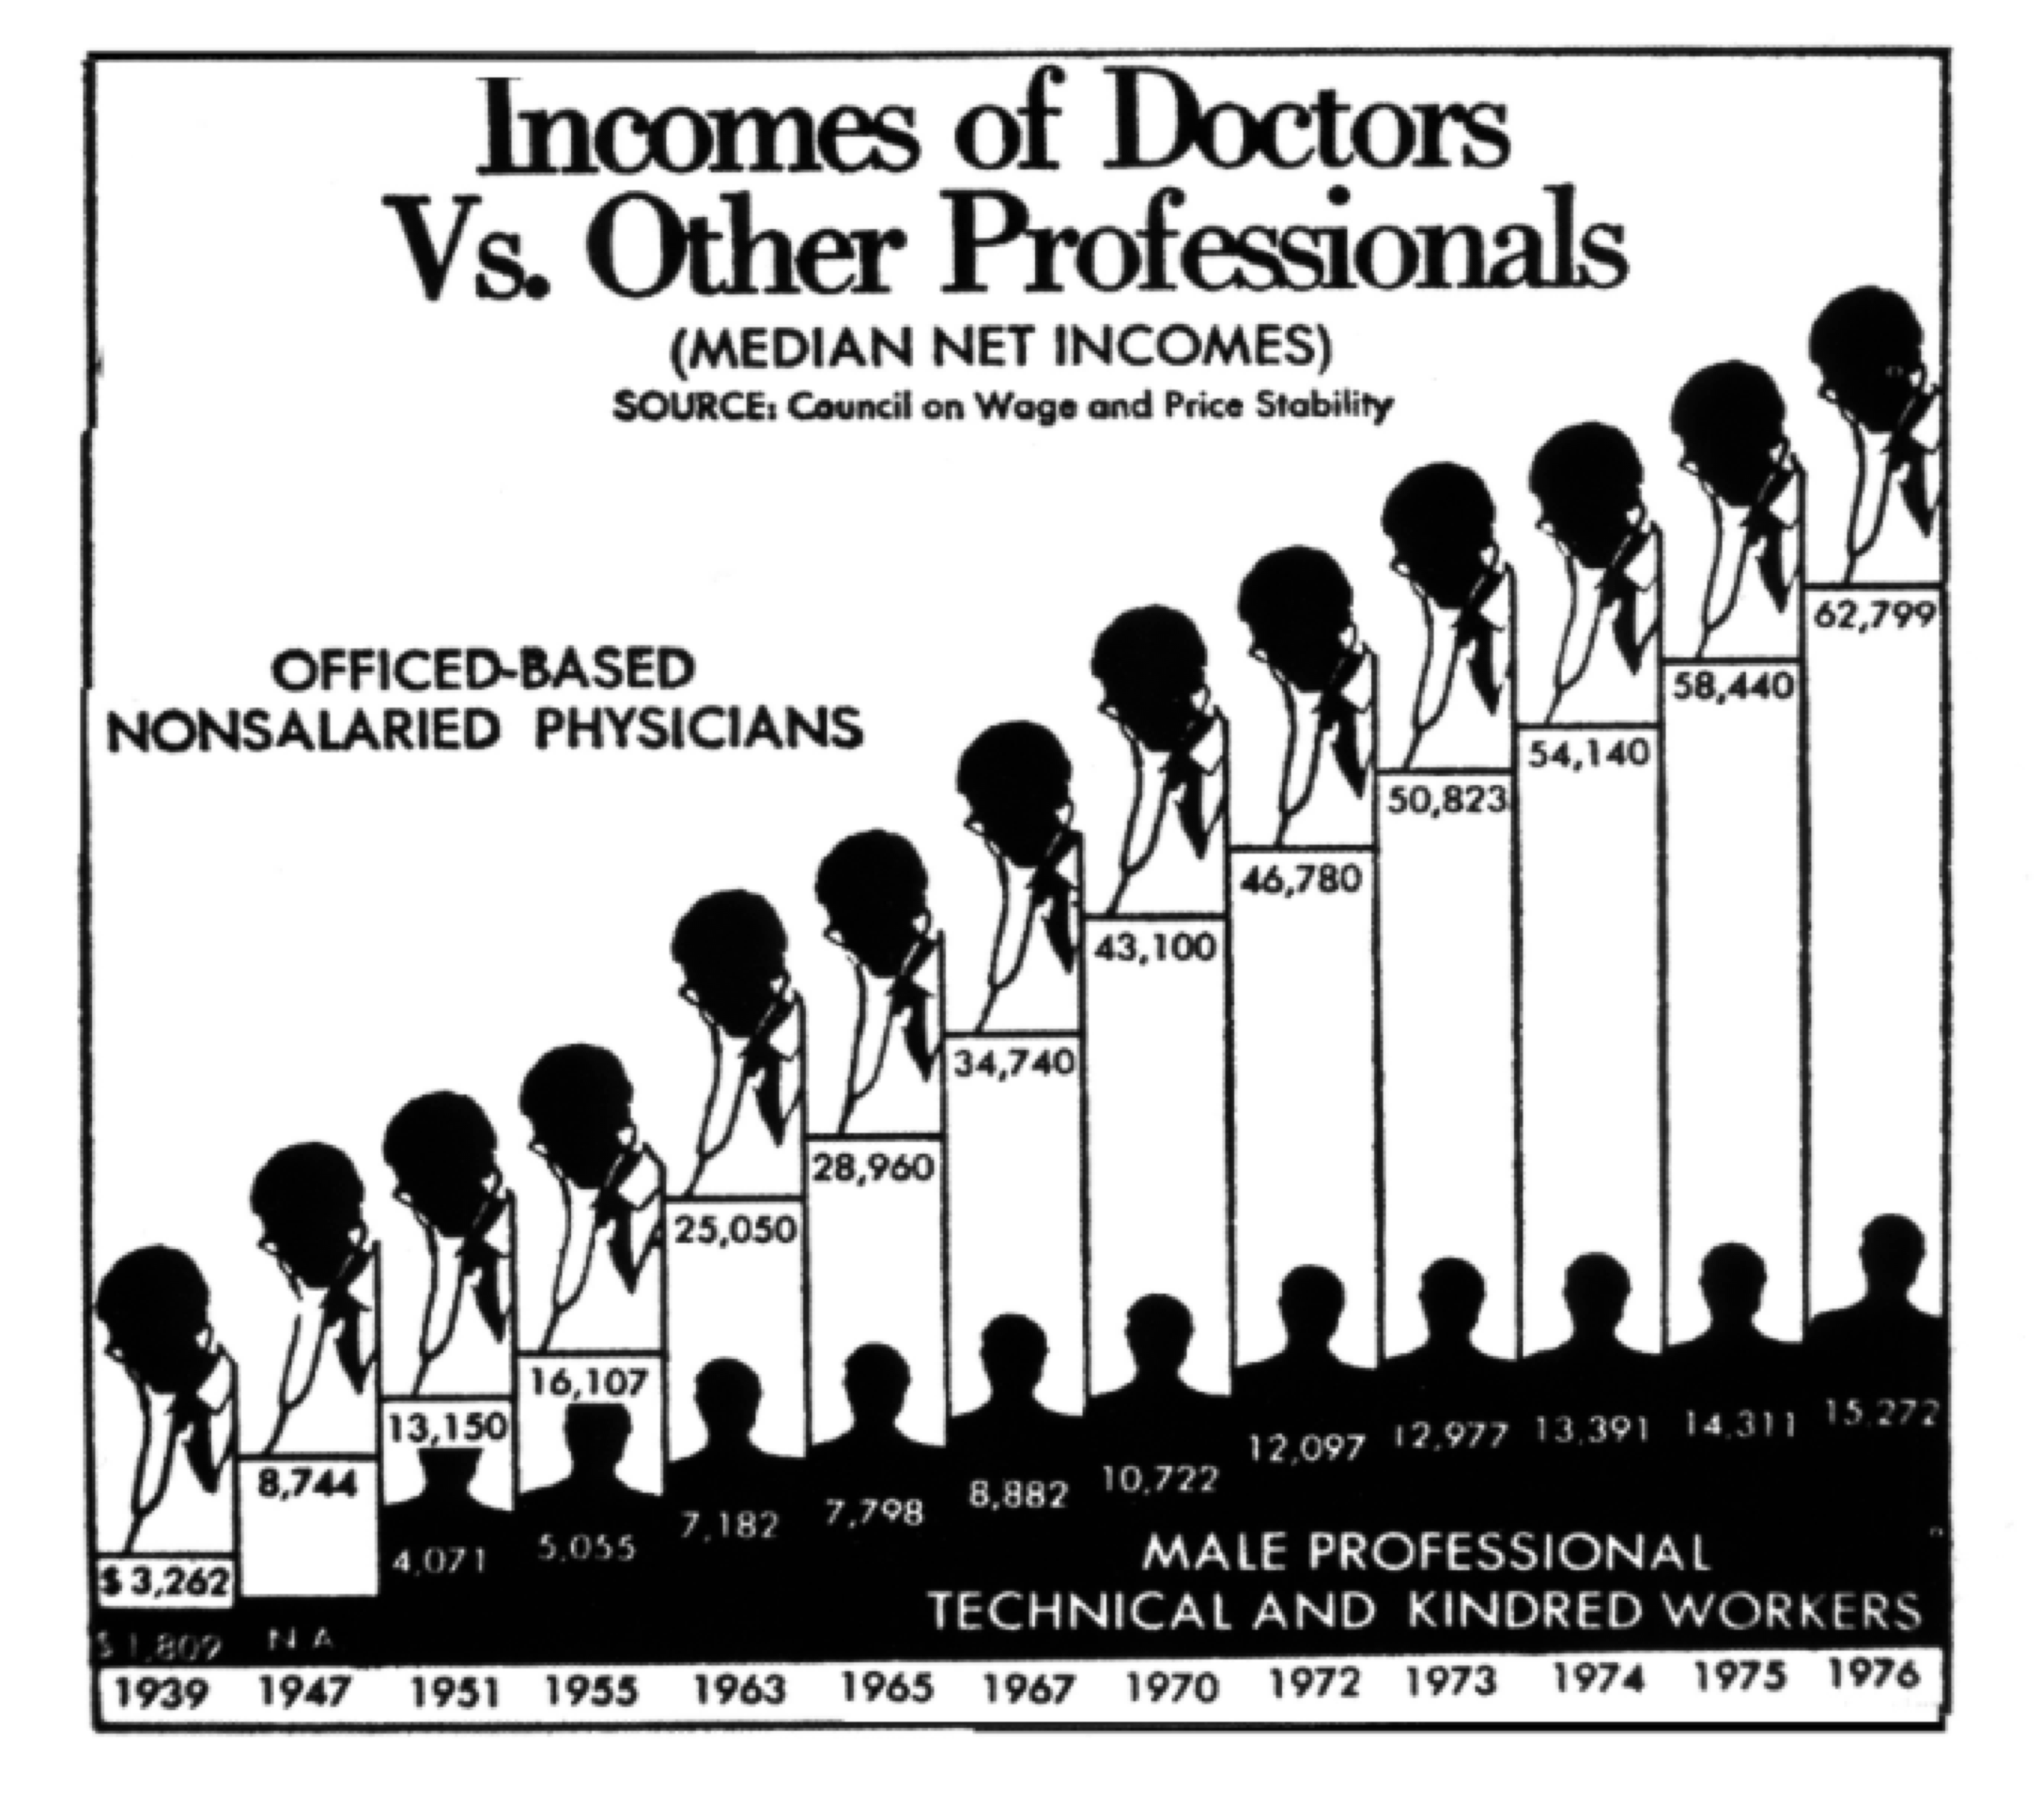 Incomes of Doctors
Vs. Other Professionals
(MEDIAN NET INCOMES)
SOURCE: Council on Wage and Price Stability
OFFICED-BASED
NONSALARIED PHYSICIANS
62,799
58,440
54,140
50,823
46,780
43,100
34,740
28,960
25,050
16,107
13,150
8,744
$3,262
15,272
14,311
13,391
12,977
12,097
10,722
8,882
7,798
7,182
5,055
4,071
NA
$1,809
MALE PROFESSIONAL
TECHNICAL AND KINDRED WORKERS
1939 1947 1951 1955 1963 1965 1967 1970 1972 1973 1974 1975 1976